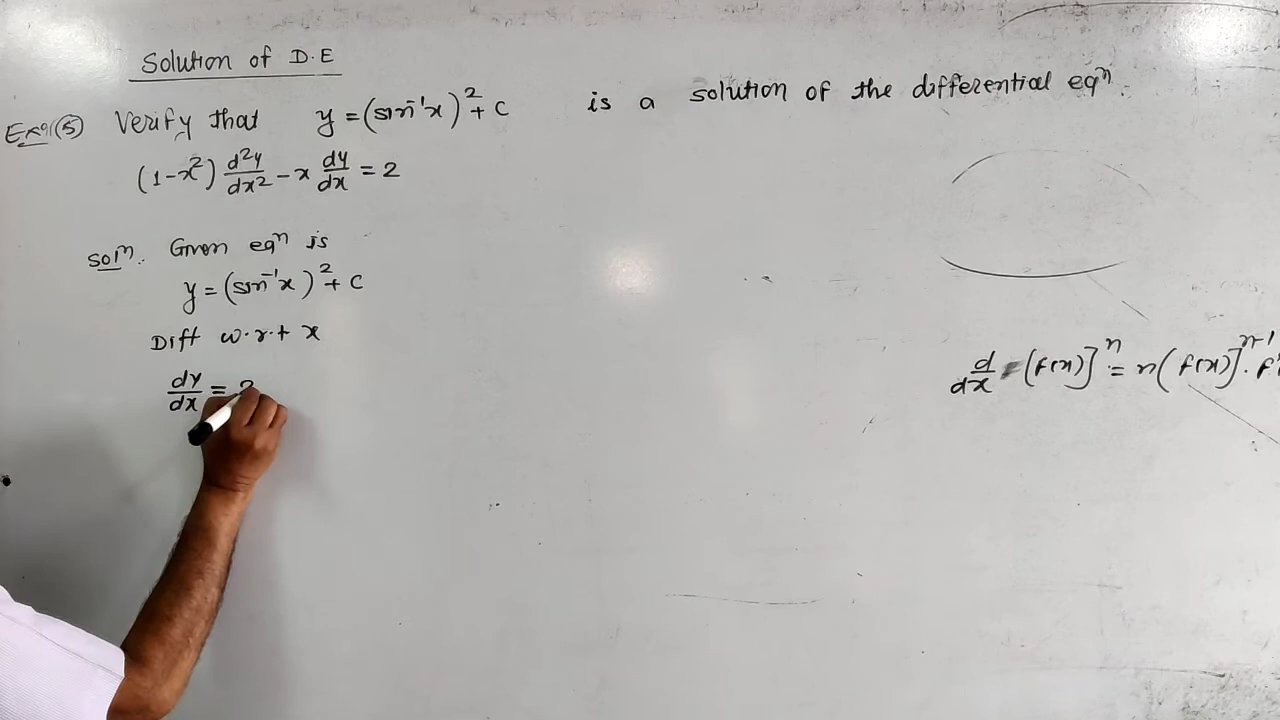 Solution of D.E
Ex(5) Verify that y = (sin⁻¹x)² + C is a solution of the differential eqⁿ.
(1-x²) d²y/dx² - x dy/dx = 2
Solⁿ. Given eqⁿ is
y = (sin⁻¹x)² + C
Diff w.r.t x
dy/dx = 2
d/dx (f(x)]ⁿ = n(f(x)]ⁿ⁻¹. f'